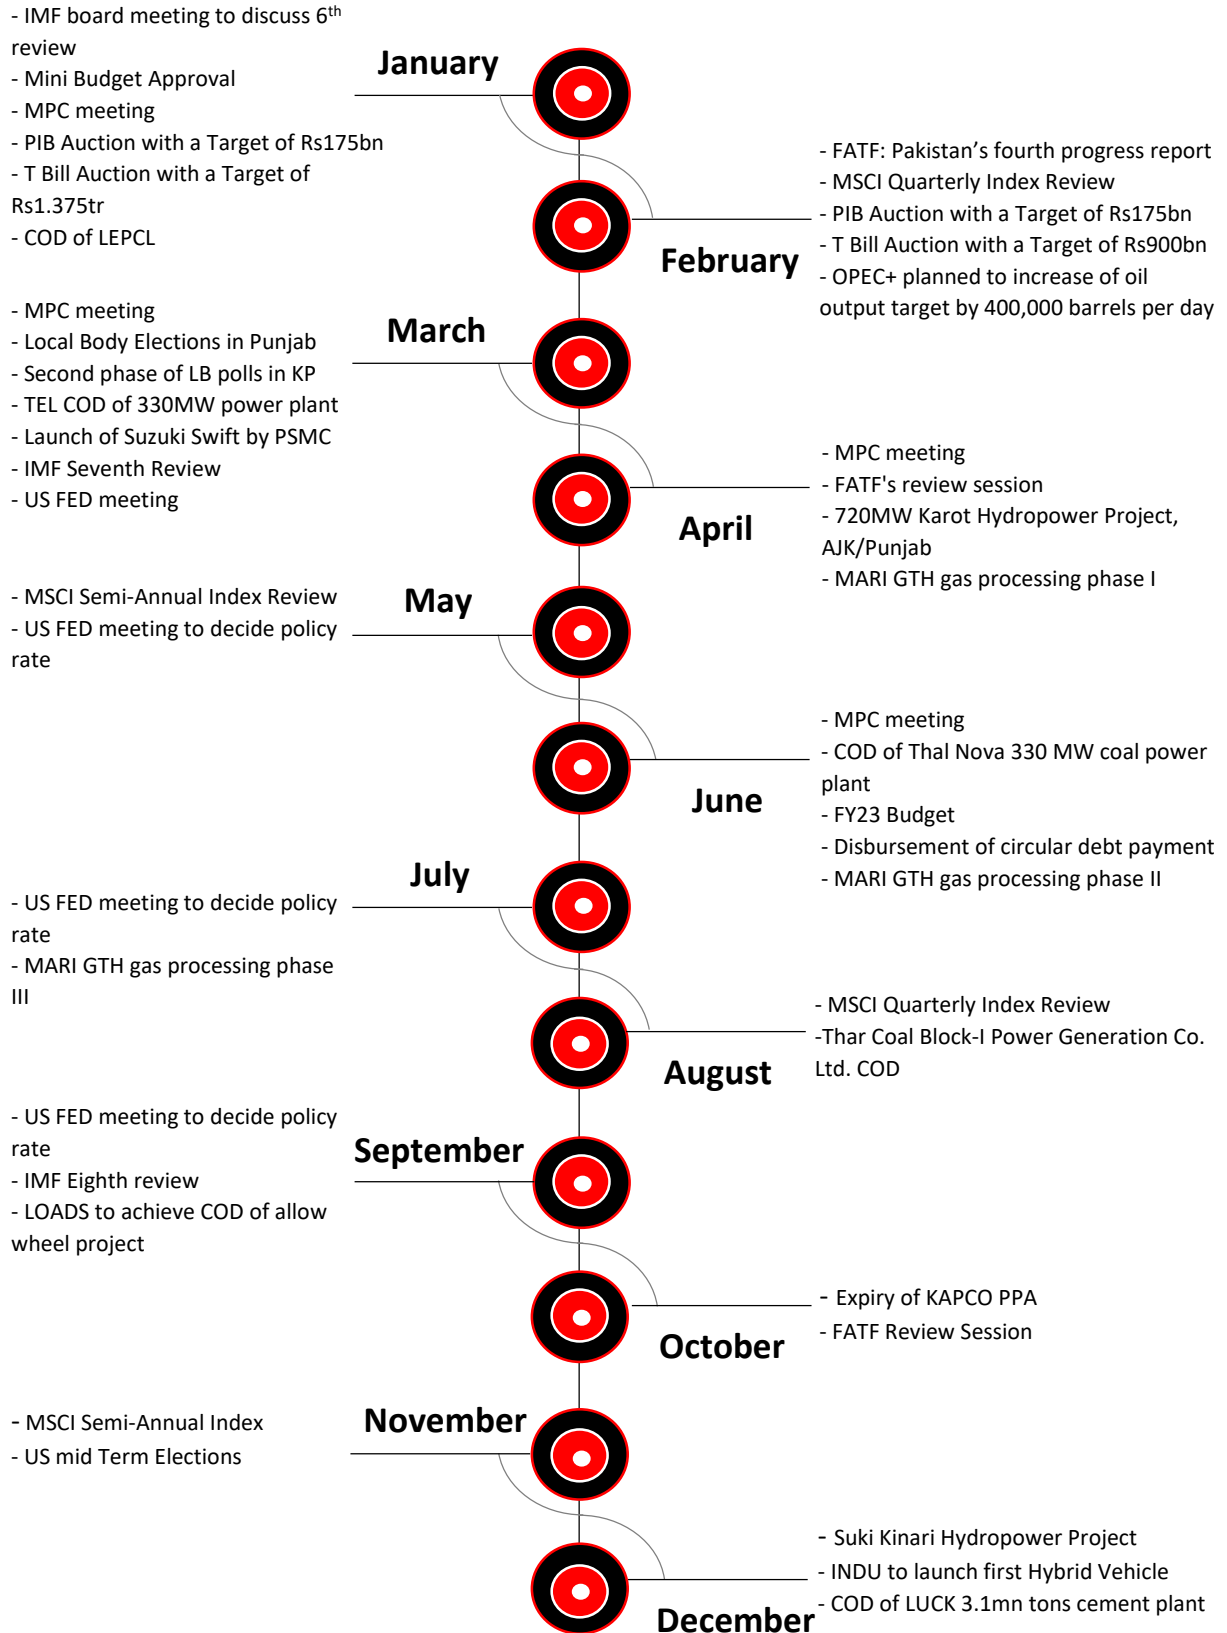 January
- IMF board meeting to discuss 6th
review
- Mini Budget Approval
- MPC meeting
- PIB Auction with a Target of Rs175bn
- T Bill Auction with a Target of
Rs1.375tr
- COD of LEPCL
February
- FATF: Pakistan’s fourth progress report
- MSCI Quarterly Index Review
- PIB Auction with a Target of Rs175bn
- T Bill Auction with a Target of Rs900bn
- OPEC+ planned to increase of oil
output target by 400,000 barrels per day
March
- MPC meeting
- Local Body Elections in Punjab
- Second phase of LB polls in KP
- TEL COD of 330MW power plant
- Launch of Suzuki Swift by PSMC
- IMF Seventh Review
- US FED meeting
April
- MPC meeting
- FATF's review session
- 720MW Karot Hydropower Project,
AJK/Punjab
- MARI GTH gas processing phase I
May
- MSCI Semi-Annual Index Review
- US FED meeting to decide policy
rate
June
- MPC meeting
- COD of Thal Nova 330 MW coal power
plant
- FY23 Budget
- Disbursement of circular debt payment
- MARI GTH gas processing phase II
July
- US FED meeting to decide policy
rate
- MARI GTH gas processing phase
III
August
- MSCI Quarterly Index Review
-Thar Coal Block-I Power Generation Co.
Ltd. COD
September
- US FED meeting to decide policy
rate
- IMF Eighth review
- LOADS to achieve COD of allow
wheel project
October
- Expiry of KAPCO PPA
- FATF Review Session
November
- MSCI Semi-Annual Index
- US mid Term Elections
December
- Suki Kinari Hydropower Project
- INDU to launch first Hybrid Vehicle
- COD of LUCK 3.1mn tons cement plant